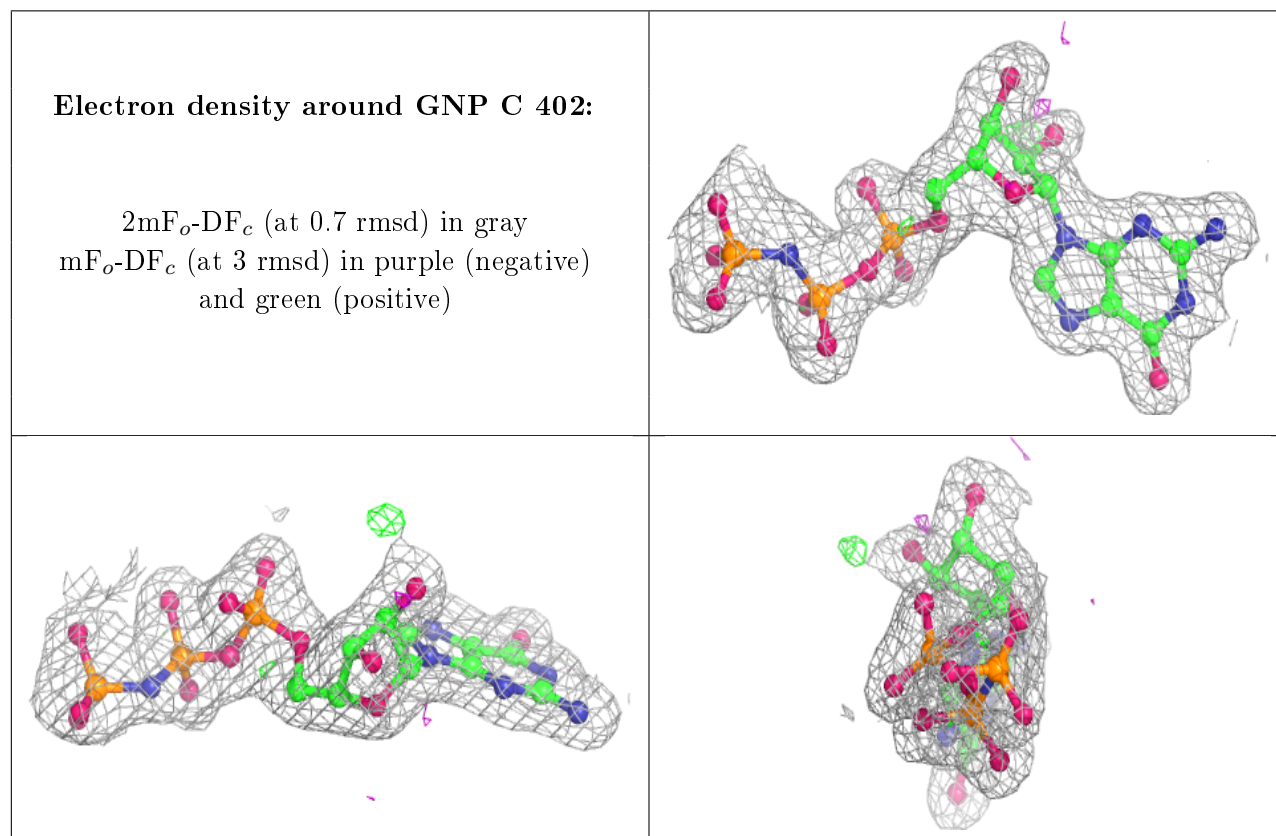 Electron density around GNP C 402:
2mFₒ-DF𝒸 (at 0.7 rmsd) in gray
mFₒ-DF𝒸 (at 3 rmsd) in purple (negative)
and green (positive)